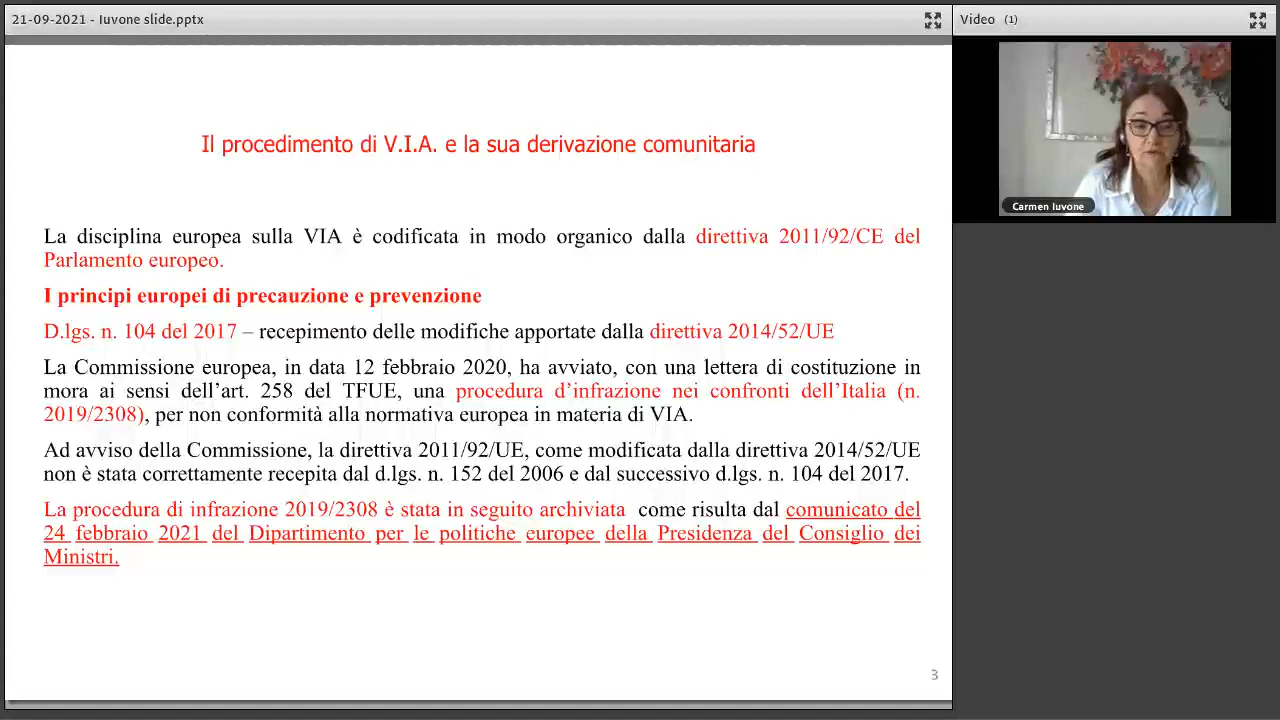 21-09-2021 - Iuvone slide.pptx
Video (1)
Carmen Iuvone
Il procedimento di V.I.A. e la sua derivazione comunitaria
La disciplina europea sulla VIA è codificata in modo organico dalla direttiva 2011/92/CE del
Parlamento europeo.
I principi europei di precauzione e prevenzione
D.lgs. n. 104 del 2017 – recepimento delle modifiche apportate dalla direttiva 2014/52/UE
La Commissione europea, in data 12 febbraio 2020, ha avviato, con una lettera di costituzione in
mora ai sensi dell’art. 258 del TFUE, una procedura d’infrazione nei confronti dell’Italia (n.
2019/2308), per non conformità alla normativa europea in materia di VIA.
Ad avviso della Commissione, la direttiva 2011/92/UE, come modificata dalla direttiva 2014/52/UE
non è stata correttamente recepita dal d.lgs. n. 152 del 2006 e dal successivo d.lgs. n. 104 del 2017.
La procedura di infrazione 2019/2308 è stata in seguito archiviata come risulta dal comunicato del
24 febbraio 2021 del Dipartimento per le politiche europee della Presidenza del Consiglio dei
Ministri.
3